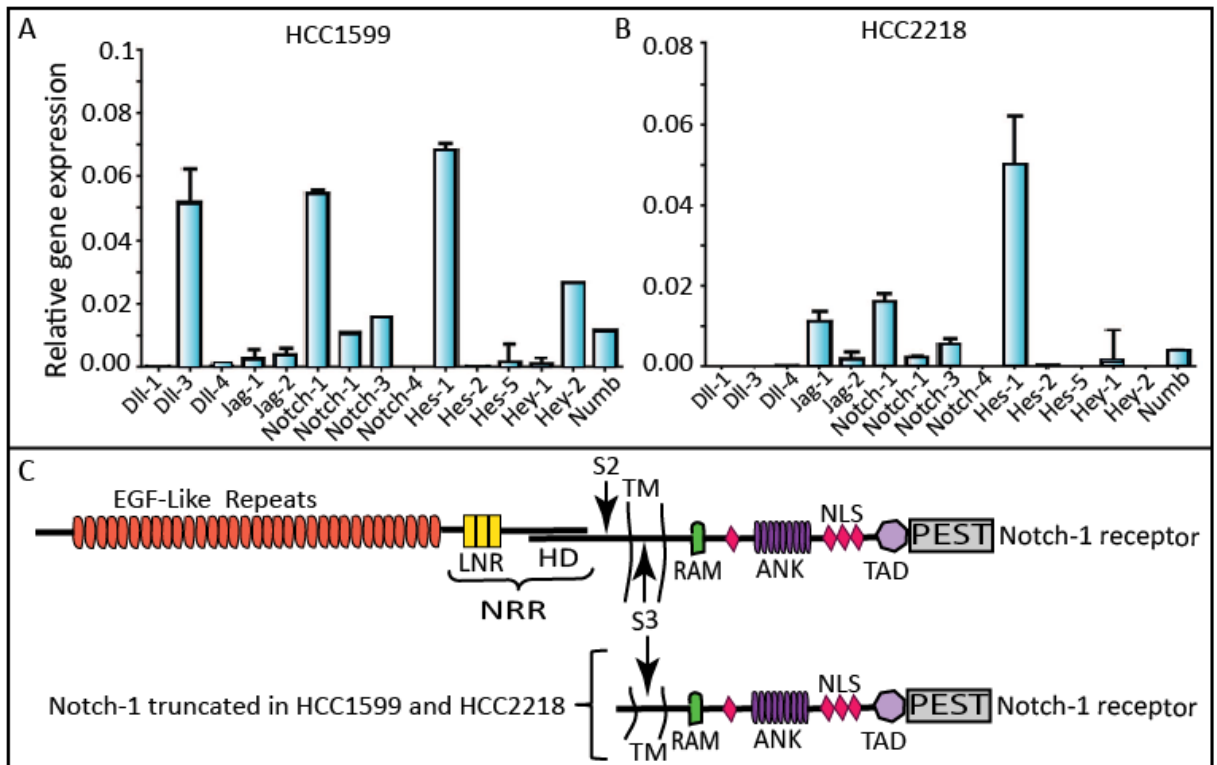 A
HCC1599
Relative gene expression
0.1
0.08
0.06
0.04
0.02
0.00
Dll-1
Dll-3
Dll-4
Jag-1
Jag-2
Notch-1
Notch-1
Notch-3
Notch-4
Hes-1
Hes-2
Hes-5
Hey-1
Hey-2
Numb
B
HCC2218
0.08
0.06
0.04
0.02
0.00
Dll-1
Dll-3
Dll-4
Jag-1
Jag-2
Notch-1
Notch-1
Notch-3
Notch-4
Hes-1
Hes-2
Hes-5
Hey-1
Hey-2
Numb
C
EGF-Like Repeats
S2
TM
NLS
PEST Notch-1 receptor
LNR
HD
RAM
ANK
TAD
NRR
S3
Notch-1 truncated in HCC1599 and HCC2218
NLS
PEST Notch-1 receptor
TM
RAM
ANK
TAD